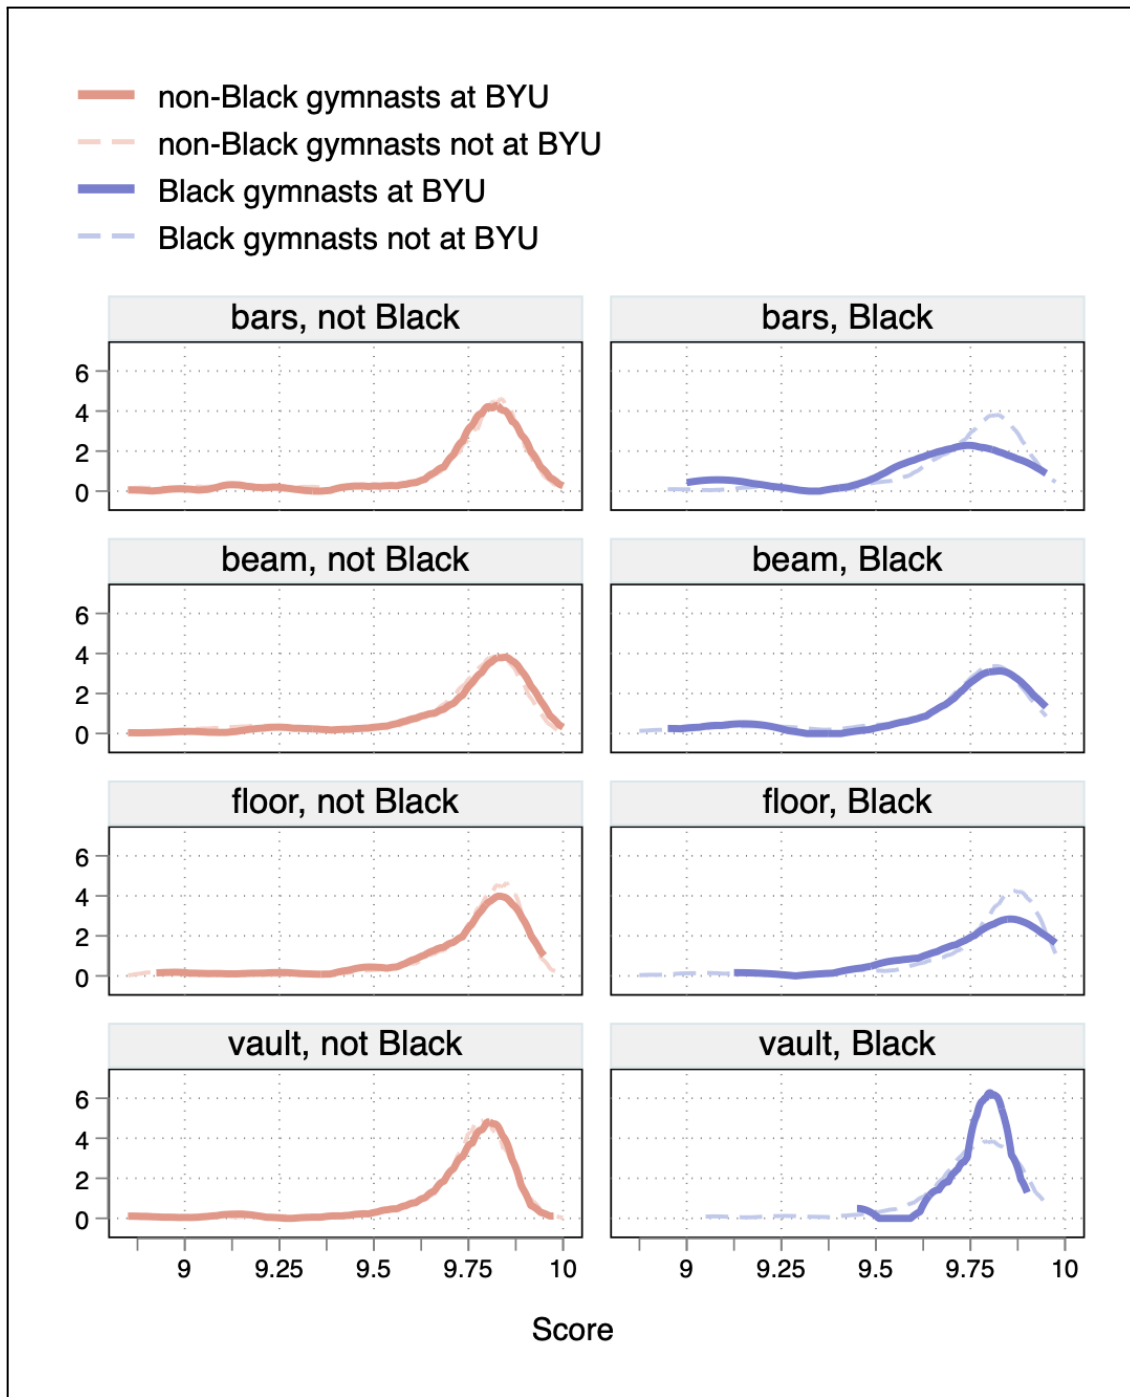 non-Black gymnasts at BYU
non-Black gymnasts not at BYU
Black gymnasts at BYU
Black gymnasts not at BYU
bars, not Black
bars, Black
6
4
2
0
beam, not Black
beam, Black
6
4
2
0
floor, not Black
floor, Black
6
4
2
0
vault, not Black
vault, Black
6
4
2
0
9 9.25 9.5 9.75 10
9 9.25 9.5 9.75 10
Score